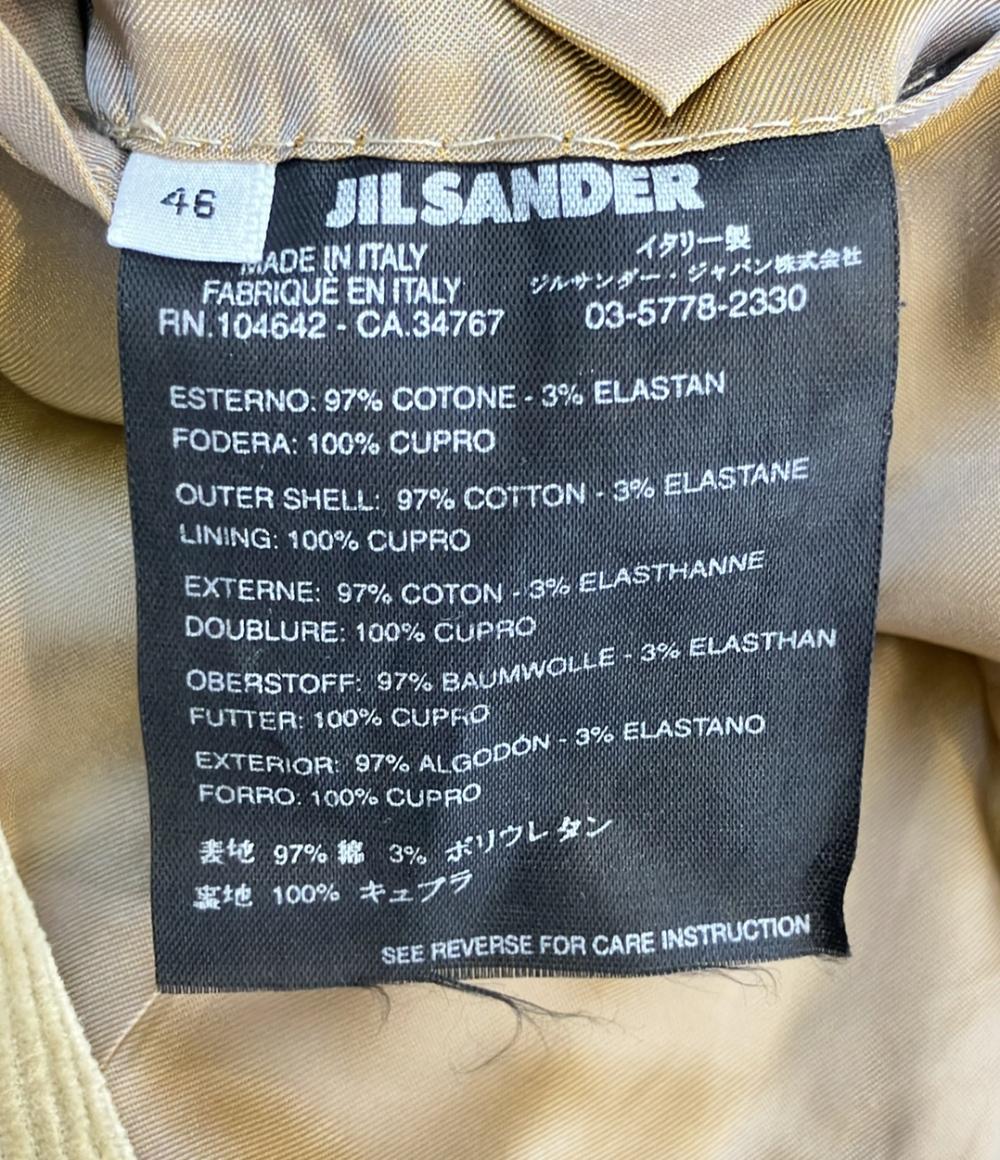 46
JIL SANDER
MADE IN ITALY
FABRIQUE EN ITALY
RN.104642 - CA.34767
イタリー製
ジルサンダー・ジャパン株式会社
03-5778-2330
ESTERNO: 97% COTONE - 3% ELASTAN
FODERA: 100% CUPRO
OUTER SHELL: 97% COTTON - 3% ELASTANE
LINING: 100% CUPRO
EXTERNE: 97% COTON - 3% ELASTHANNE
DOUBLURE: 100% CUPRO
OBERSTOFF: 97% BAUMWOLLE - 3% ELASTHAN
FUTTER: 100% CUPRO
EXTERIOR: 97% ALGODÓN - 3% ELASTANO
FORRO: 100% CUPRO
表地 97% 綿 3% ポリウレタン
裏地 100% キュプラ
SEE REVERSE FOR CARE INSTRUCTION